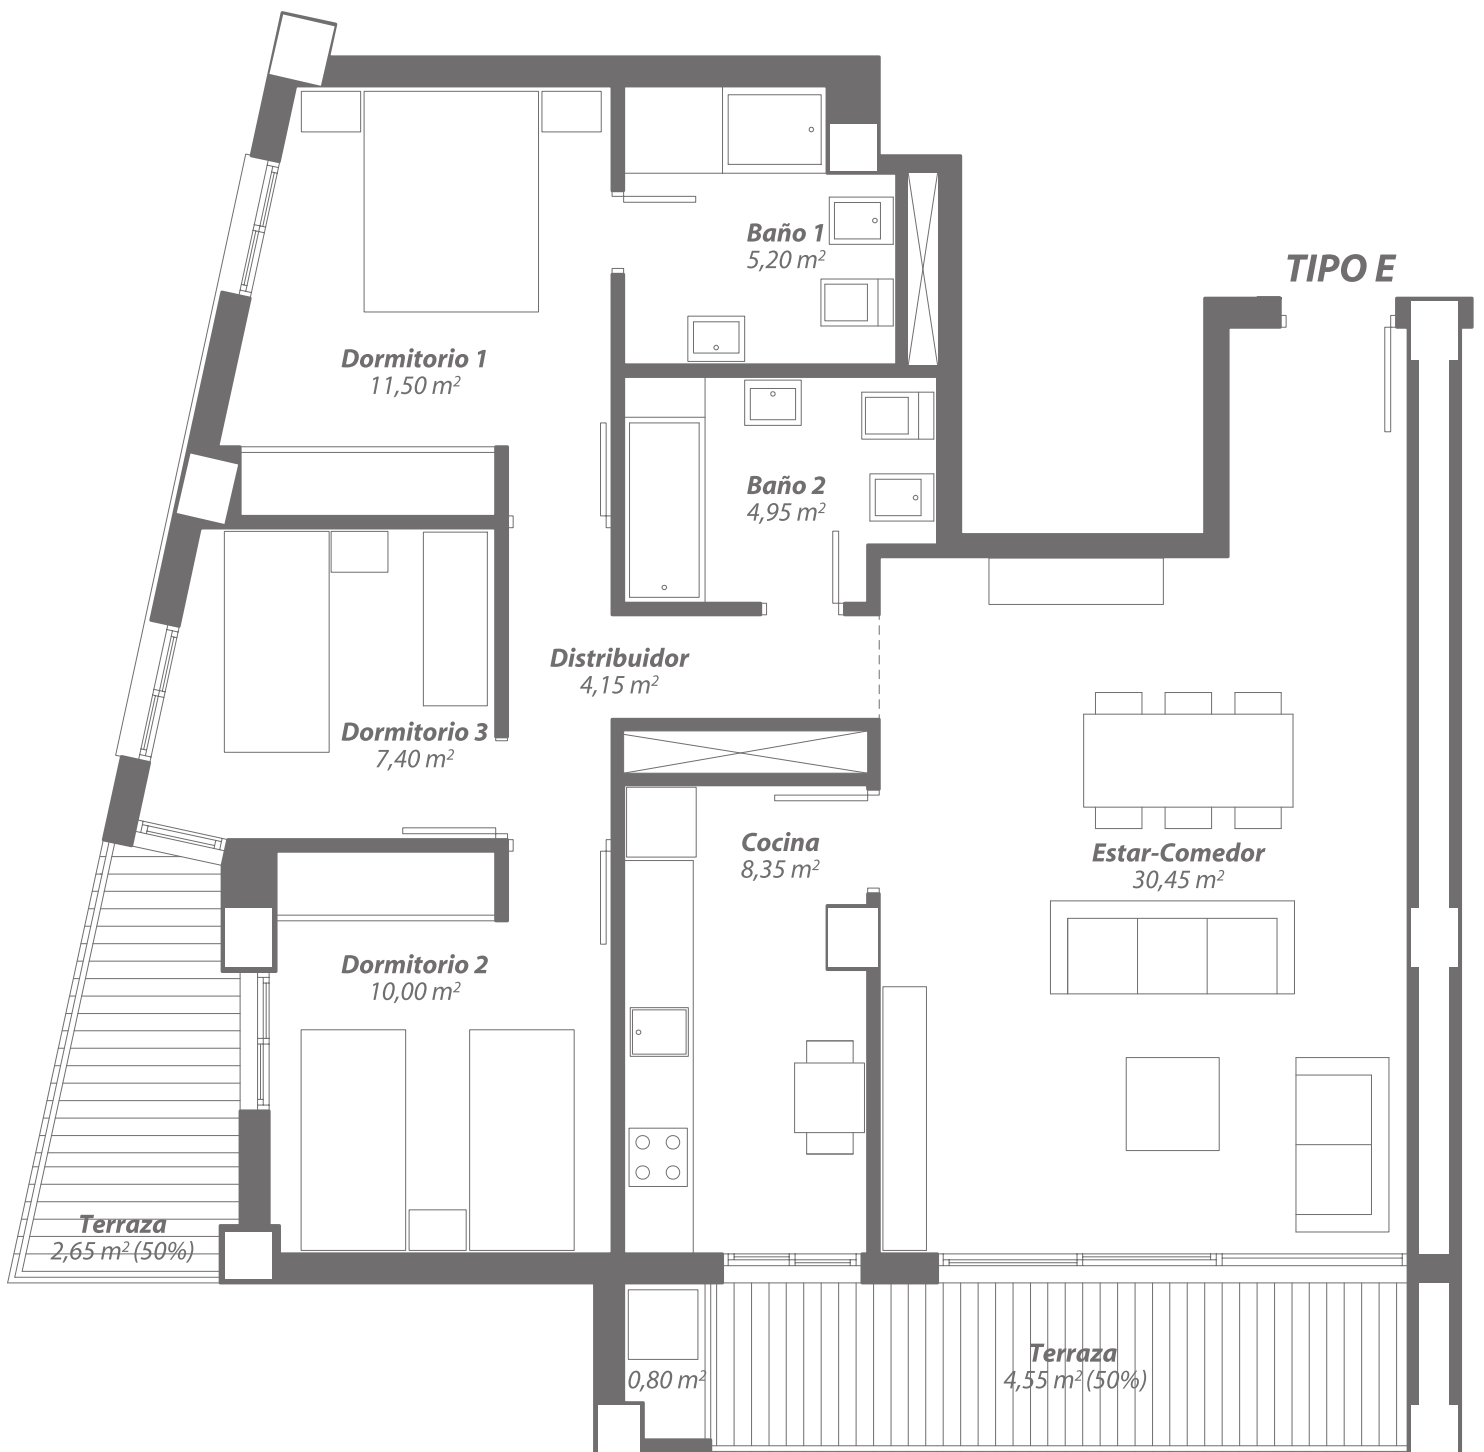 Baño 1
5,20 m²
TIPO E
Dormitorio 1
11,50 m²
Baño 2
4,95 m²
Distribuidor
4,15 m²
Dormitorio 3
7,40 m²
Cocina
8,35 m²
Estar-Comedor
30,45 m²
Dormitorio 2
10,00 m²
Terraza
2,65 m² (50%)
0,80 m²
Terraza
4,55 m² (50%)